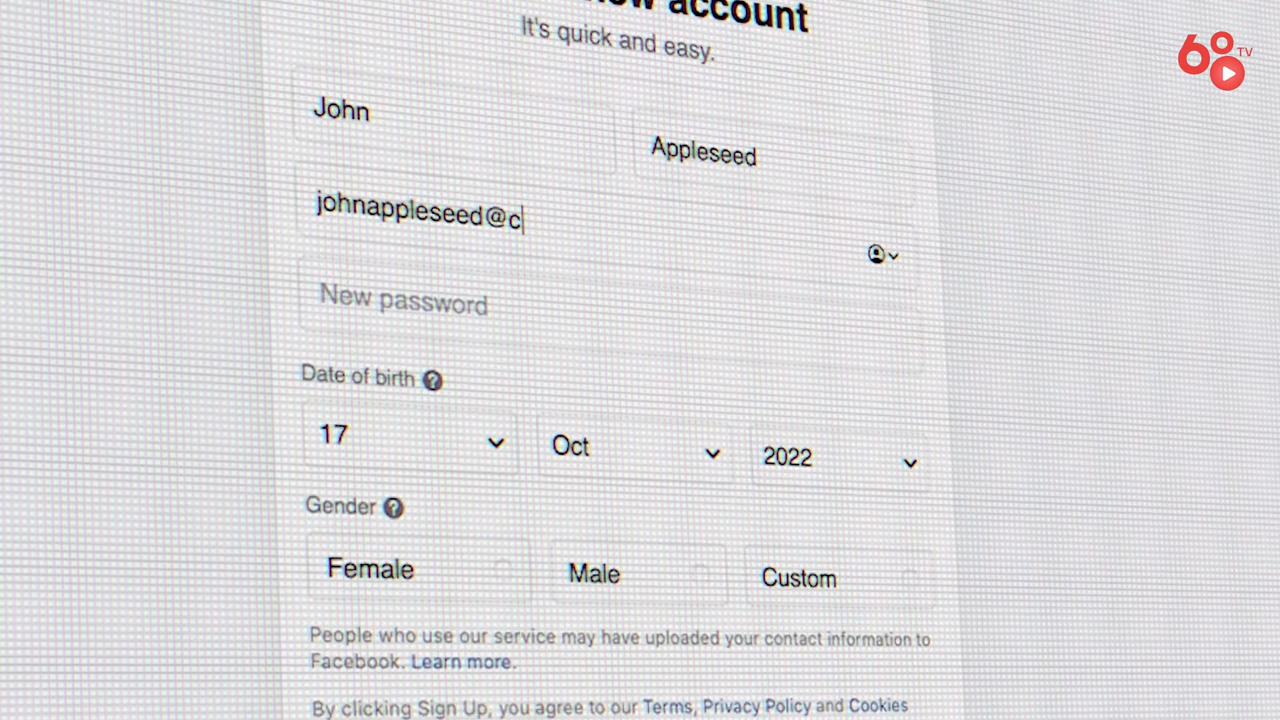 account
It's quick and easy.
John
Appleseed
johnappleseed@c
New password
Date of birth
17
Oct
2022
Gender
Female
Male
Custom
People who use our service may have uploaded your contact information to
Facebook. Learn more.
By clicking Sign Up, you agree to our Terms, Privacy Policy and Cookies
TV